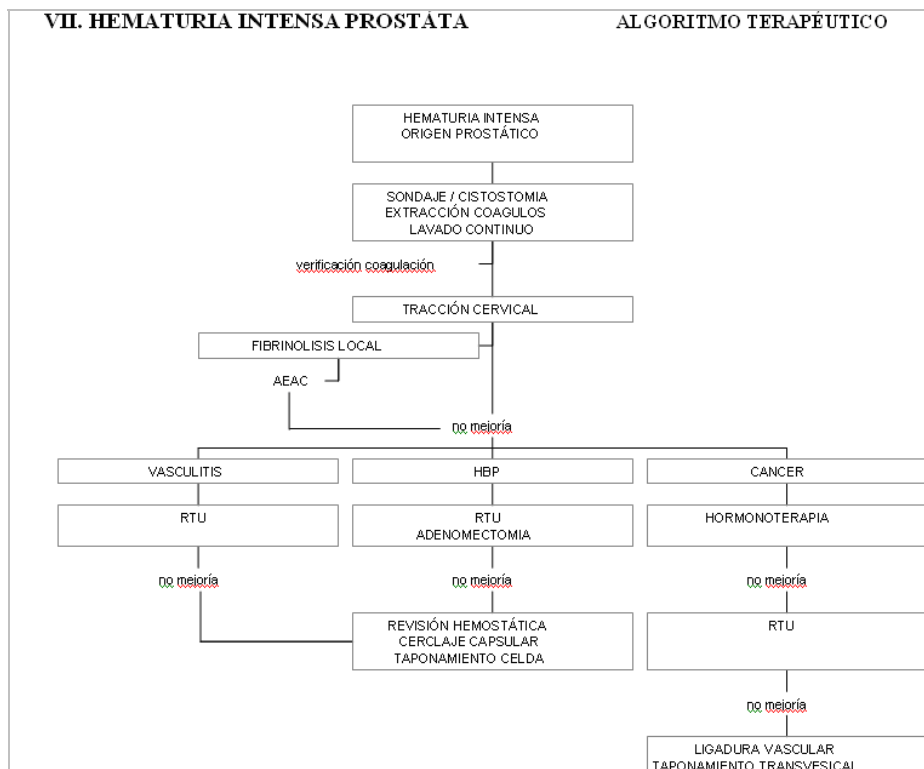 VII. HEMATURIA INTENSA PROSTÁTA ALGORITMO TERAPÉUTICO
HEMATURIA INTENSA
ORIGEN PROSTÁTICO
SONDAJE / CISTOSTOMIA
EXTRACCIÓN COAGULOS
LAVADO CONTINUO
verificación coagulación
TRACCIÓN CERVICAL
FIBRINOLISIS LOCAL
AEAC
no mejoría
VASCULITIS HBP CANCER
RTU
RTU
ADENOMECTOMIA
HORMONOTERAPIA
no mejoría no mejoría no mejoría
REVISIÓN HEMOSTÁTICA
CERCLAJE CAPSULAR
TAPONAMIENTO CELDA
RTU
no mejoría
LIGADURA VASCULAR
TAPONAMIENTO TRANSVESICAL